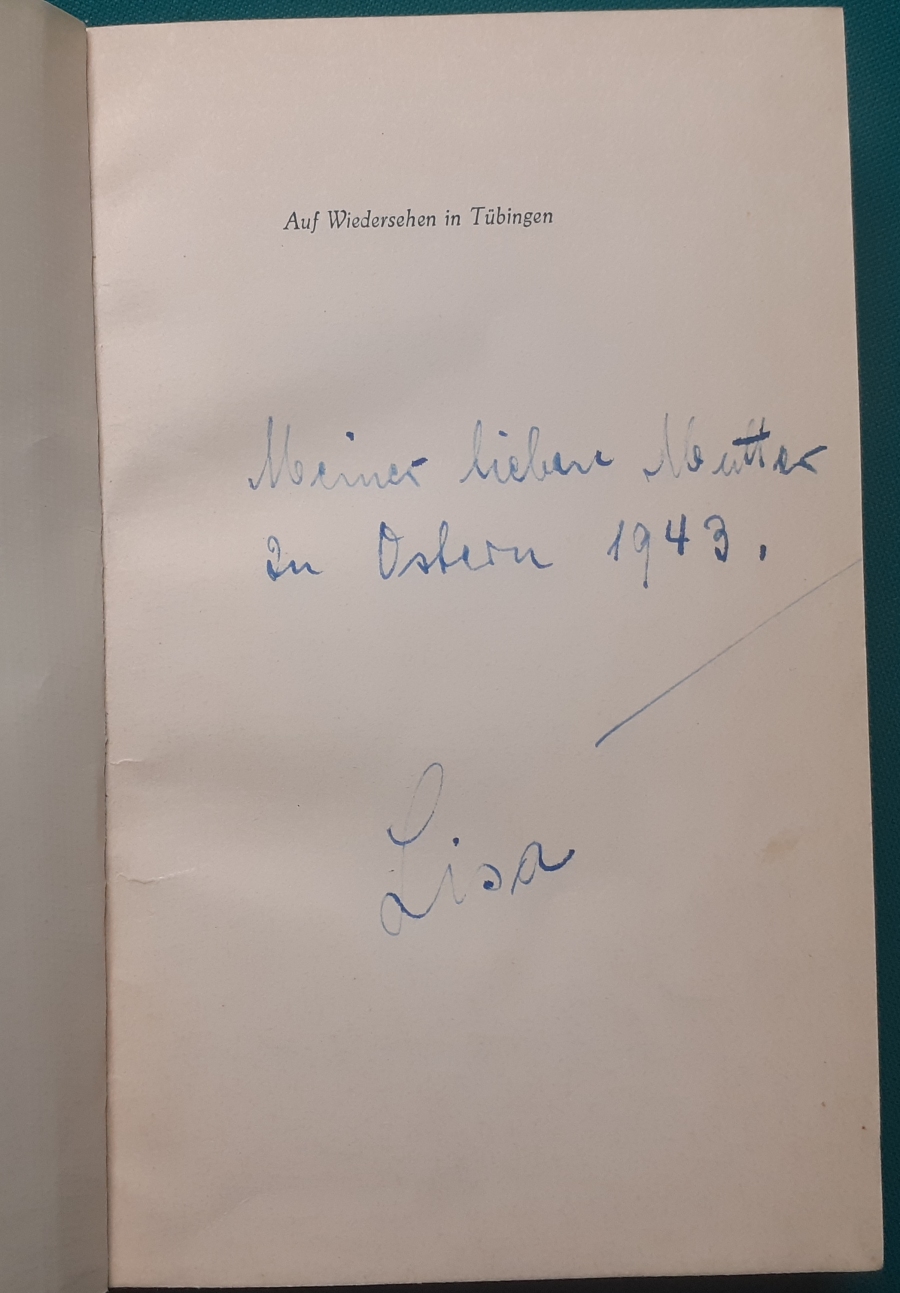 Auf Wiedersehen in Tübingen
Meiner lieben Mutter
zu Ostern 1943.
Lisa